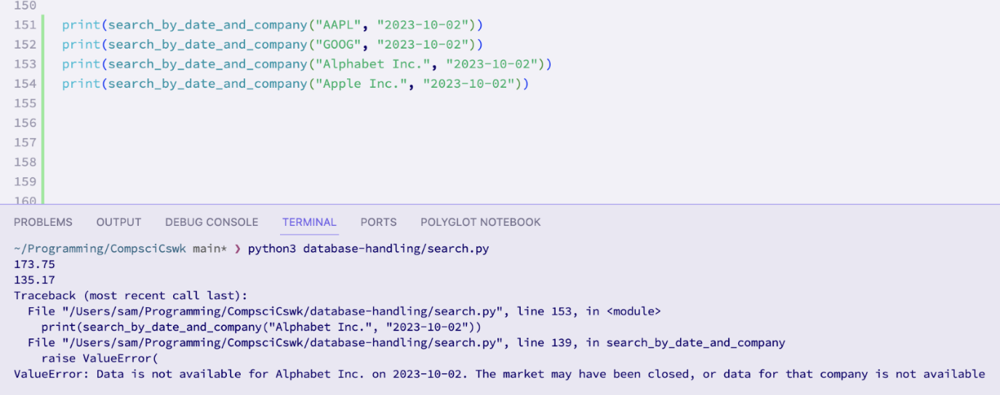 150
151 print(search_by_date_and_company("AAPL", "2023-10-02"))
152 print(search_by_date_and_company("GOOG", "2023-10-02"))
153 print(search_by_date_and_company("Alphabet Inc.", "2023-10-02"))
154 print(search_by_date_and_company("Apple Inc.", "2023-10-02"))
155
156
157
158
159
160
PROBLEMS OUTPUT DEBUG CONSOLE TERMINAL PORTS POLYGLOT NOTEBOOK
~/Programming/CompsciCswk main* ❯ python3 database-handling/search.py
173.75
135.17
Traceback (most recent call last):
  File "/Users/sam/Programming/CompsciCswk/database-handling/search.py", line 153, in <module>
    print(search_by_date_and_company("Alphabet Inc.", "2023-10-02"))
  File "/Users/sam/Programming/CompsciCswk/database-handling/search.py", line 139, in search_by_date_and_company
    raise ValueError(
ValueError: Data is not available for Alphabet Inc. on 2023-10-02. The market may have been closed, or data for that company is not available